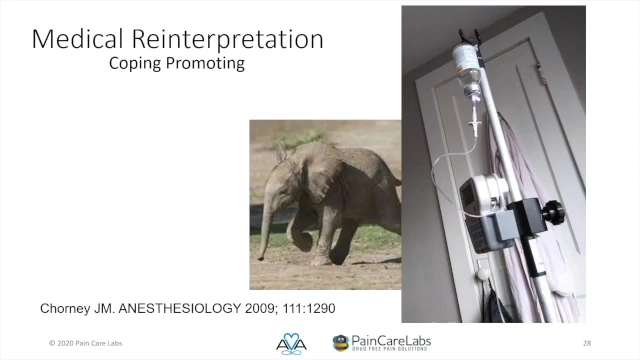 Medical Reinterpretation
Coping Promoting
Chorney JM. ANESTHESIOLOGY 2009; 111:1290
© 2020 Pain Care Labs
AVA
PainCareLabs
DRUG FREE PAIN SOLUTIONS
28